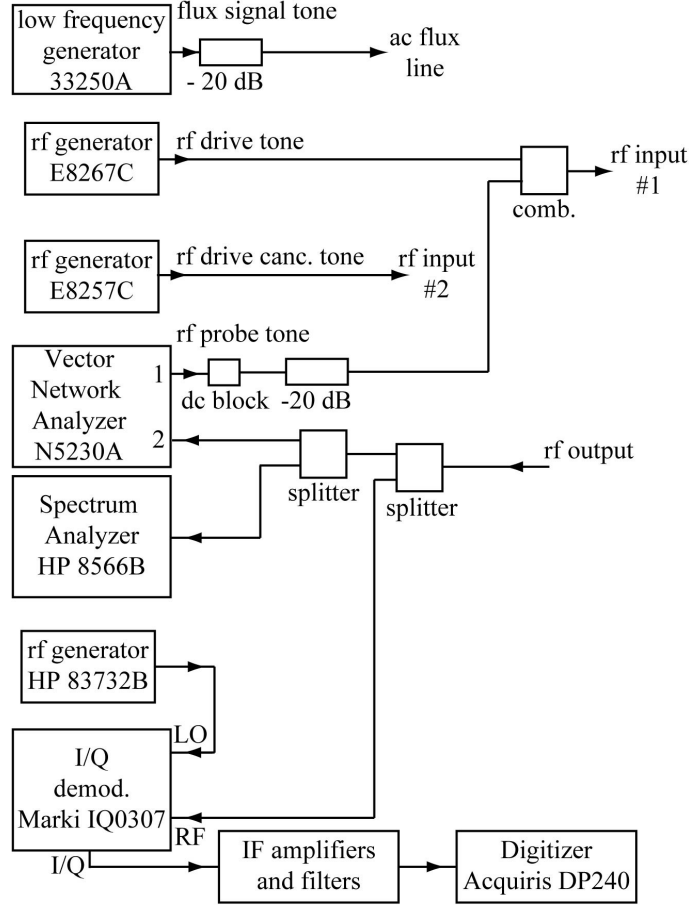 low frequency
generator
33250A
flux signal tone
- 20 dB
ac flux
line
rf generator
E8267C
rf drive tone
comb.
rf input
#1
rf generator
E8257C
rf drive canc. tone
rf input
#2
rf probe tone
Vector
Network
Analyzer
N5230A
1
2
dc block
-20 dB
splitter
splitter
rf output
Spectrum
Analyzer
HP 8566B
rf generator
HP 83732B
LO
I/Q
demod.
Marki IQ0307
RF
I/Q
IF amplifiers
and filters
Digitizer
Acquiris DP240